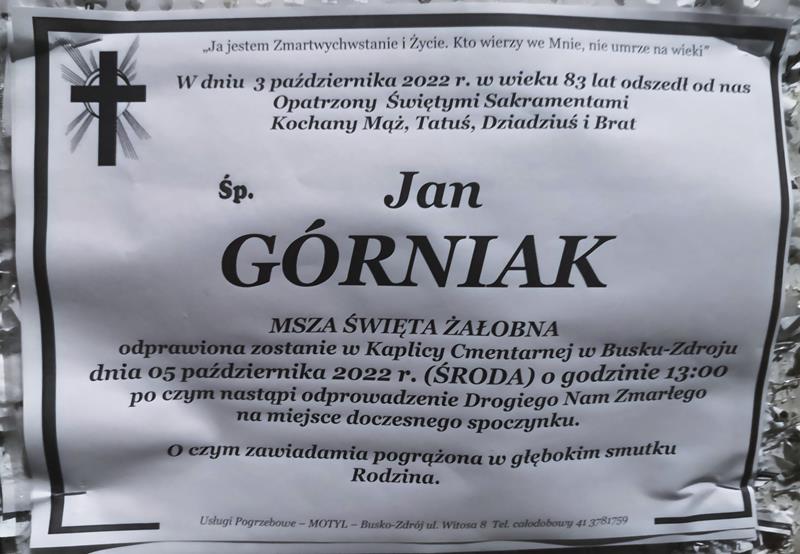 „Ja jestem Zmartwychwstanie i Życie. Kto wierzy we Mnie, nie umrze na wieki”
W dniu 3 października 2022 r. w wieku 83 lat odszedł od nas
Opatrzony Świętymi Sakramentami
Kochany Mąż, Tatuś, Dziadziuś i Brat
Śp. Jan
GÓRNIAK
MSZA ŚWIĘTA ŻAŁOBNA
odprawiona zostanie w Kaplicy Cmentarnej w Busku-Zdroju
dnia 05 października 2022 r. (ŚRODA) o godzinie 13:00
po czym nastąpi odprowadzenie Drogiego Nam Zmarłego
na miejsce doczesnego spoczynku.
O czym zawiadamia pogrążona w głębokim smutku
Rodzina.
Usługi Pogrzebowe – MOTYL – Busko-Zdrój ul. Witosa 8 Tel. całodobowy 41 3781759